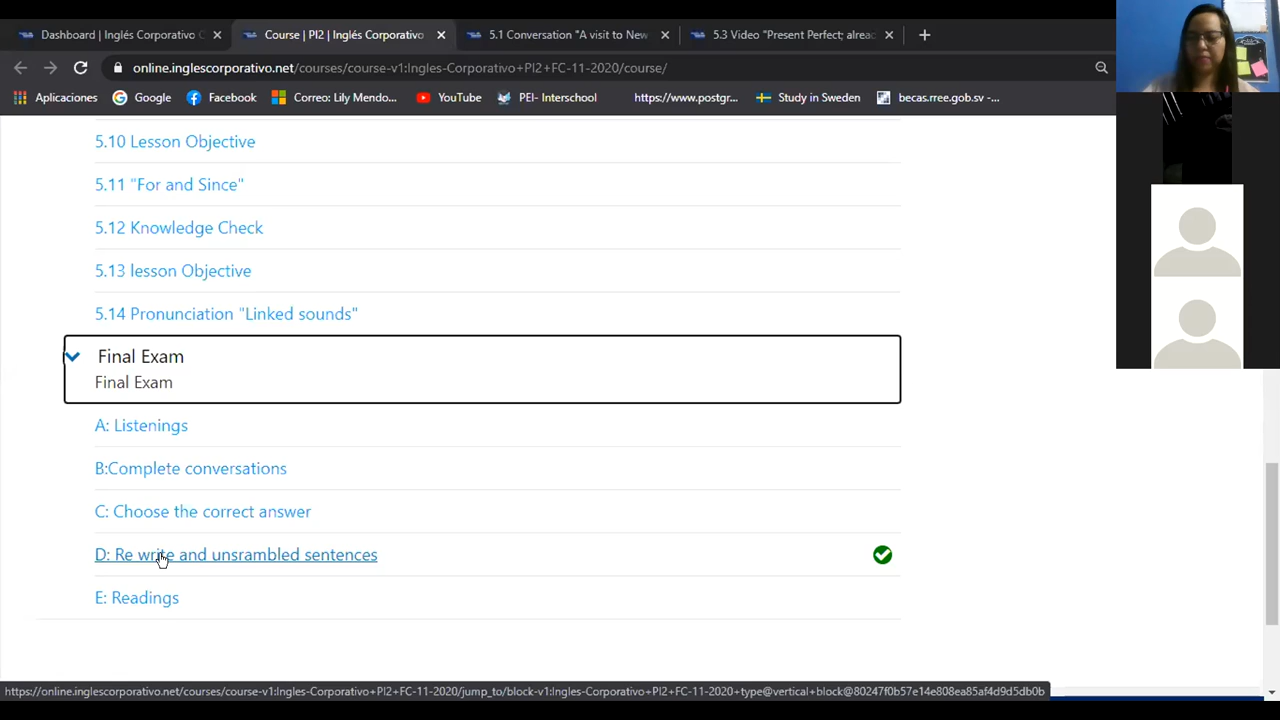 Dashboard | Inglés Corporativo C
Course | PI2 | Inglés Corporativo
5.1 Conversation "A visit to New
5.3 Video "Present Perfect; alrea
online.inglescorporativo.net/courses/course-v1:Ingles-Corporativo+PI2+FC-11-2020/course/
Aplicaciones
Google
Facebook
Correo: Lily Mendo...
YouTube
PEI- Interschool
https://www.postgr...
Study in Sweden
becas.rree.gob.sv -...
5.10 Lesson Objective
5.11 "For and Since"
5.12 Knowledge Check
5.13 lesson Objective
5.14 Pronunciation "Linked sounds"
Final Exam
Final Exam
A: Listenings
B:Complete conversations
C: Choose the correct answer
D: Re write and unsrambled sentences
E: Readings
https://online.inglescorporativo.net/courses/course-v1:Ingles-Corporativo+PI2+FC-11-2020/jump_to/block-v1:Ingles-Corporativo+PI2+FC-11-2020+type@vertical+block@80247f0b57e14e808ea85af4d9d5db0b